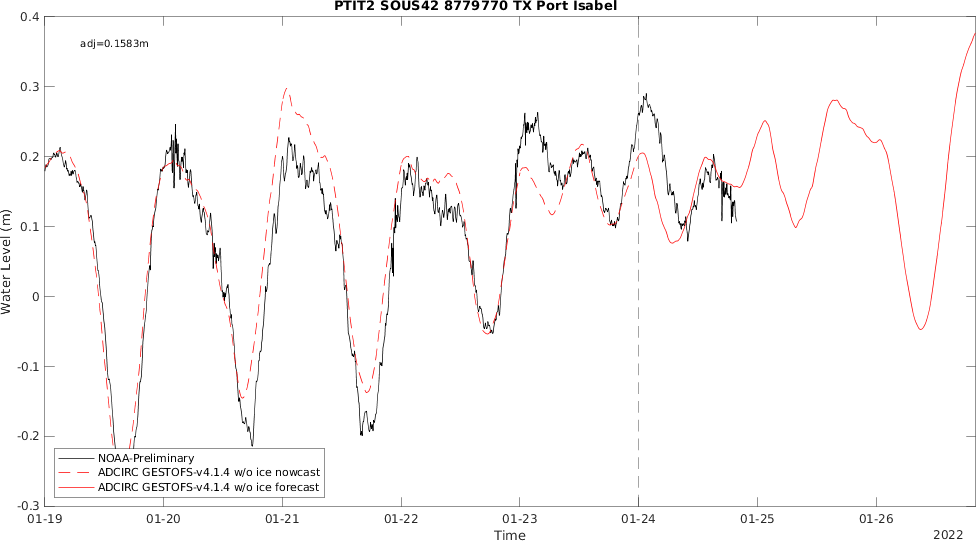 PTIT2 SOUS42 8779770 TX Port Isabel
adj=0.1583m
0.4
0.3
0.2
0.1
0
-0.1
-0.2
-0.3
Water Level (m)
NOAA-Preliminary
ADCIRC GESTOFS-v4.1.4 w/o ice nowcast
ADCIRC GESTOFS-v4.1.4 w/o ice forecast
01-19 01-20 01-21 01-22 01-23 01-24 01-25 01-26
Time
2022